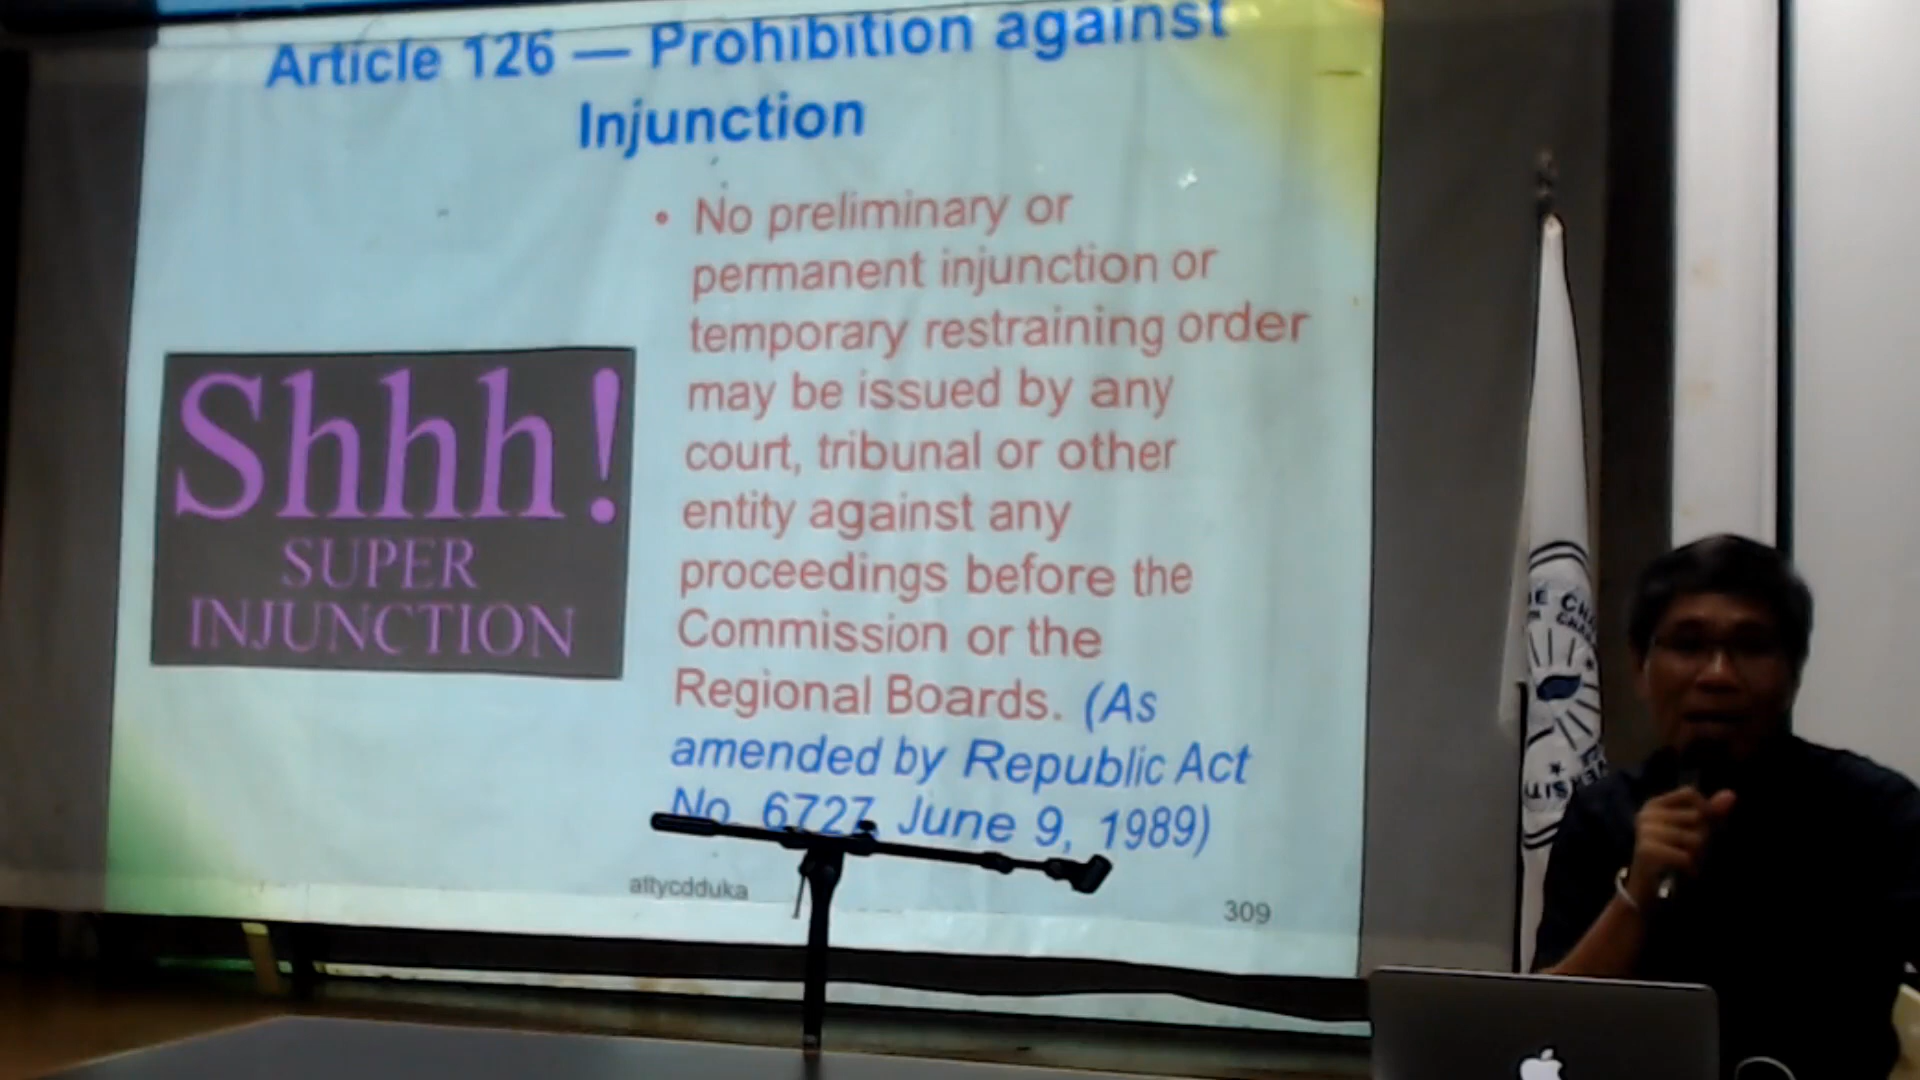 Article 126 — Prohibition against
Injunction
• No preliminary or
permanent injunction or
temporary restraining order
may be issued by any
court, tribunal or other
entity against any
proceedings before the
Commission or the
Regional Boards. (As
amended by Republic Act
No. 6727, June 9, 1989)
Shhh!
SUPER
INJUNCTION
attycdduka
309